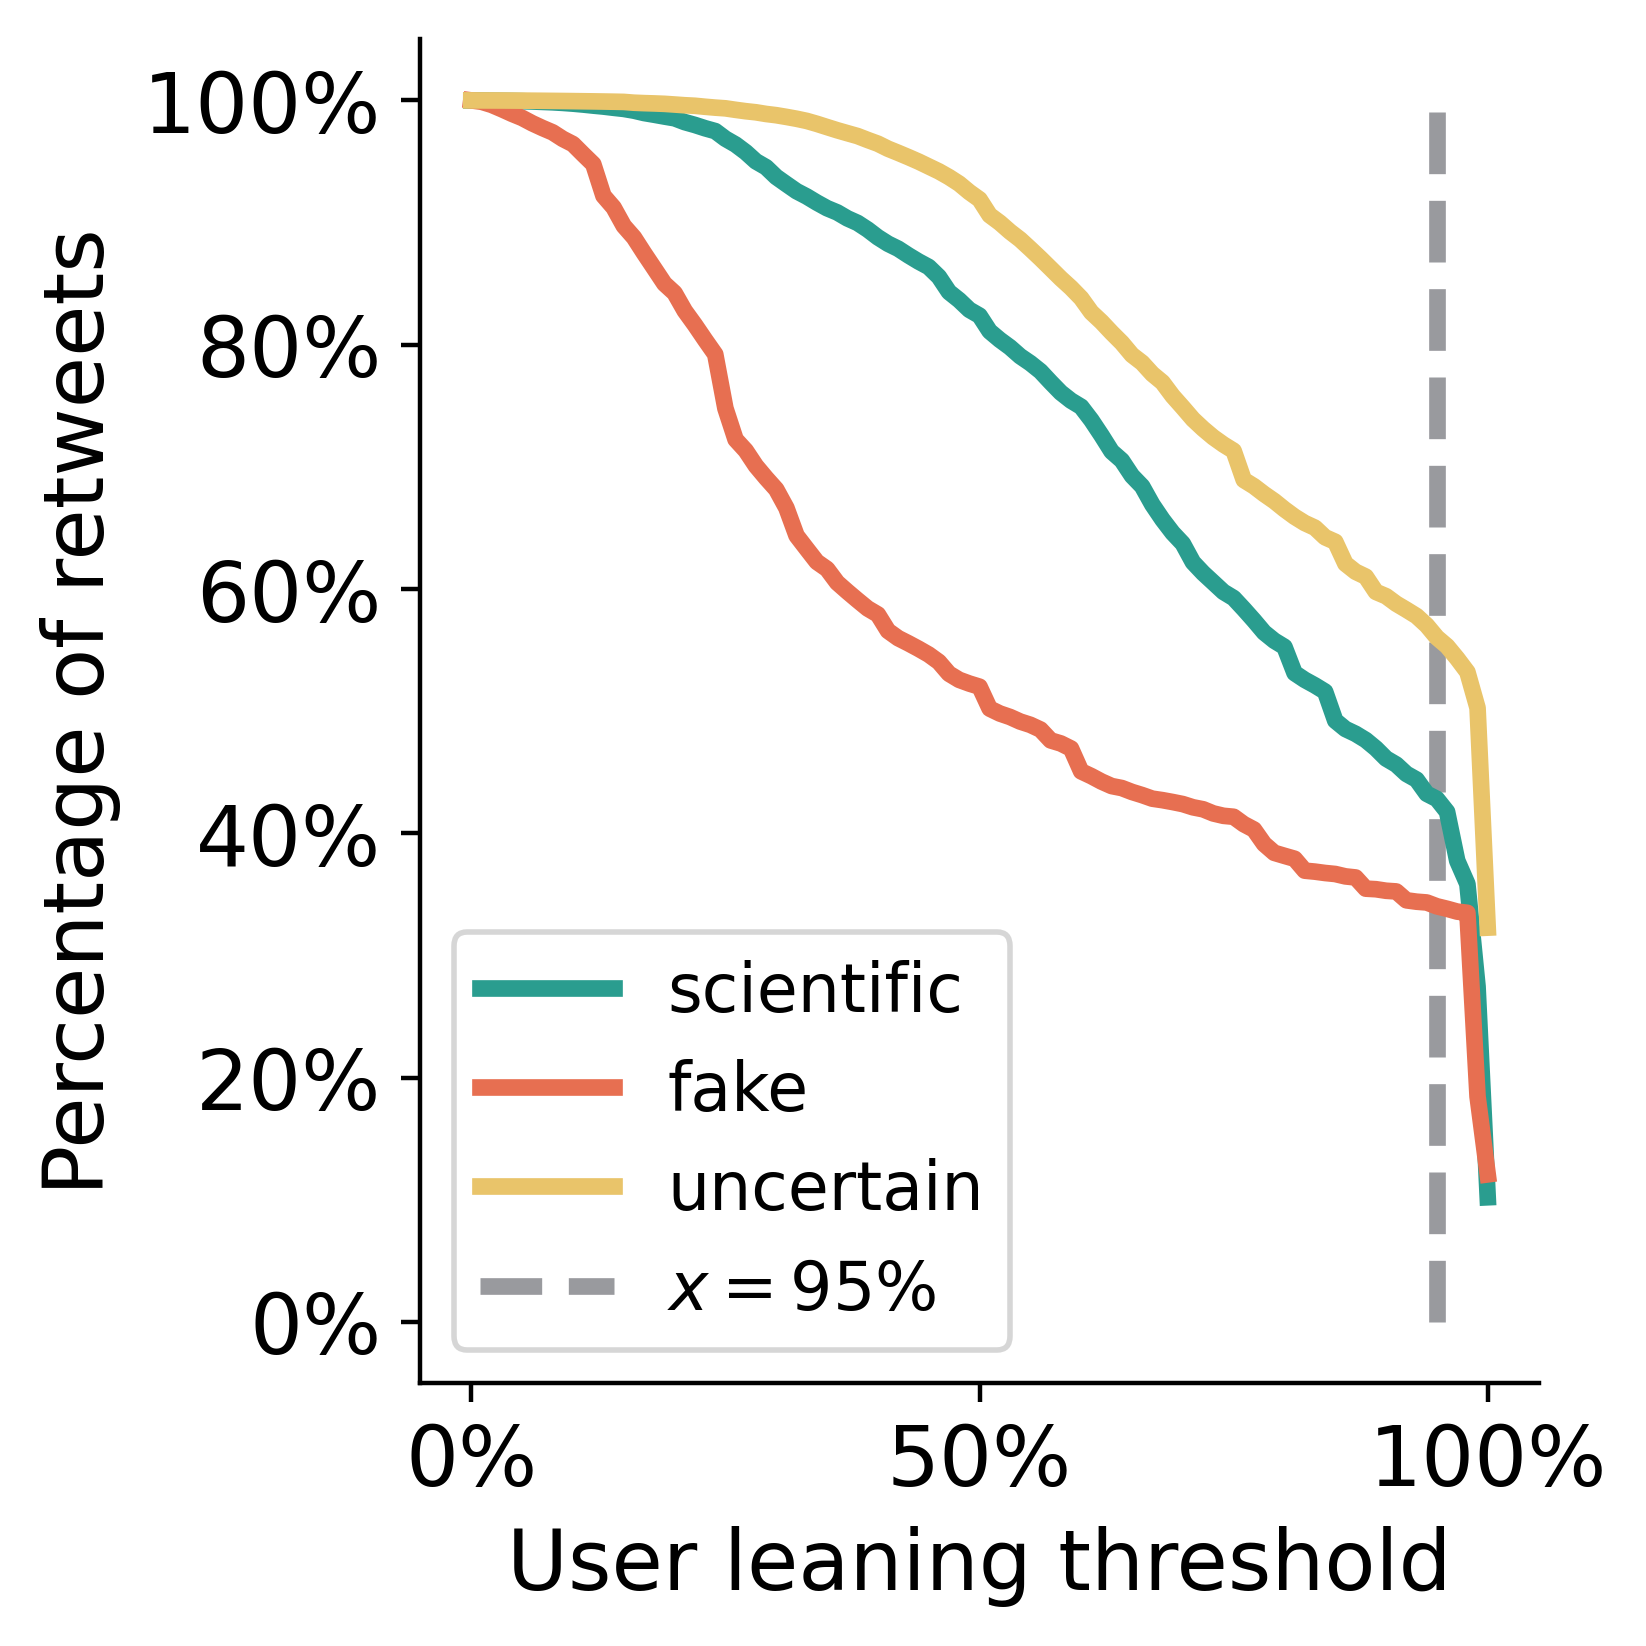 Percentage of retweets
100%
80%
60%
40%
20%
0%
scientific
fake
uncertain
x = 95%
0% 50% 100%
User leaning threshold